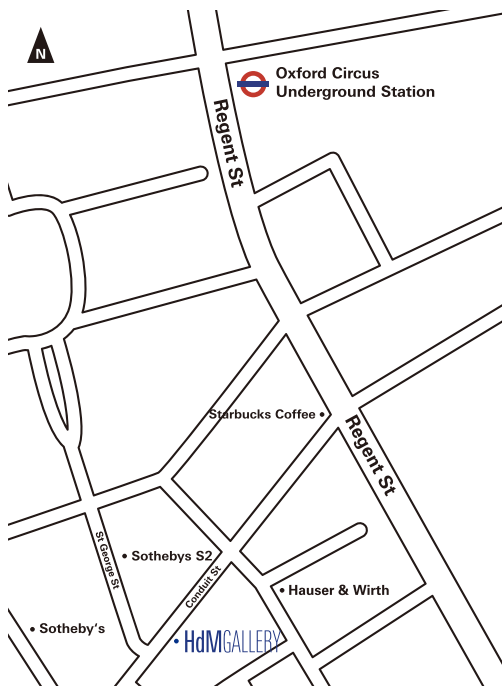 N
Oxford Circus
Underground Station
Regent St
Starbucks Coffee
Regent St
St George St
Sothebys S2
Conduit St
Hauser & Wirth
Sotheby's
HdMGALLERY